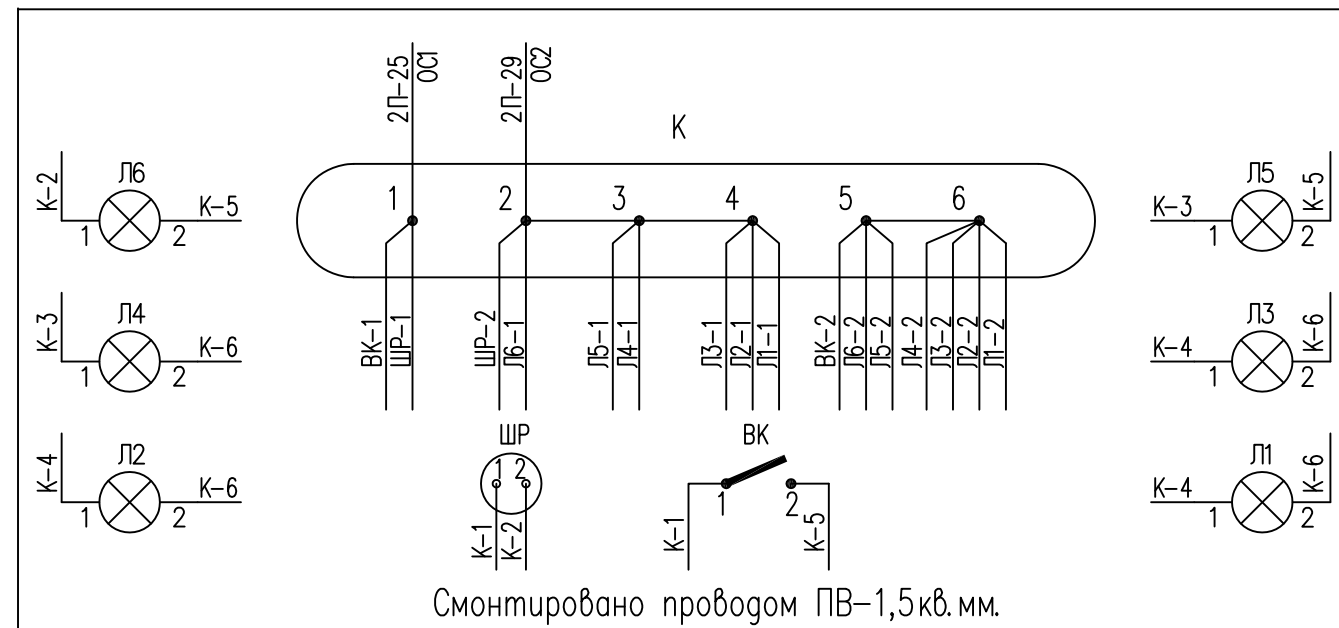 2П-25
ОС1
2П-29
ОС2
К
К-2
Л6
К-5
1
2
1
2
3
4
5
6
К-3
Л5
К-5
1
2
К-3
Л4
К-6
1
2
ВК-1
ШР-1
ШР-2
Л6-1
Л5-1
Л4-1
Л3-1
Л2-1
Л1-1
ВК-2
Л6-2
Л5-2
Л4-2
Л3-2
Л2-2
Л1-2
К-4
Л3
К-6
1
2
К-4
Л2
К-6
1
2
ШР
1
2
К-1
К-2
ВК
1
2
К-1
К-5
К-4
Л1
К-6
1
2
Смонтировано проводом ПВ-1,5кв.мм.